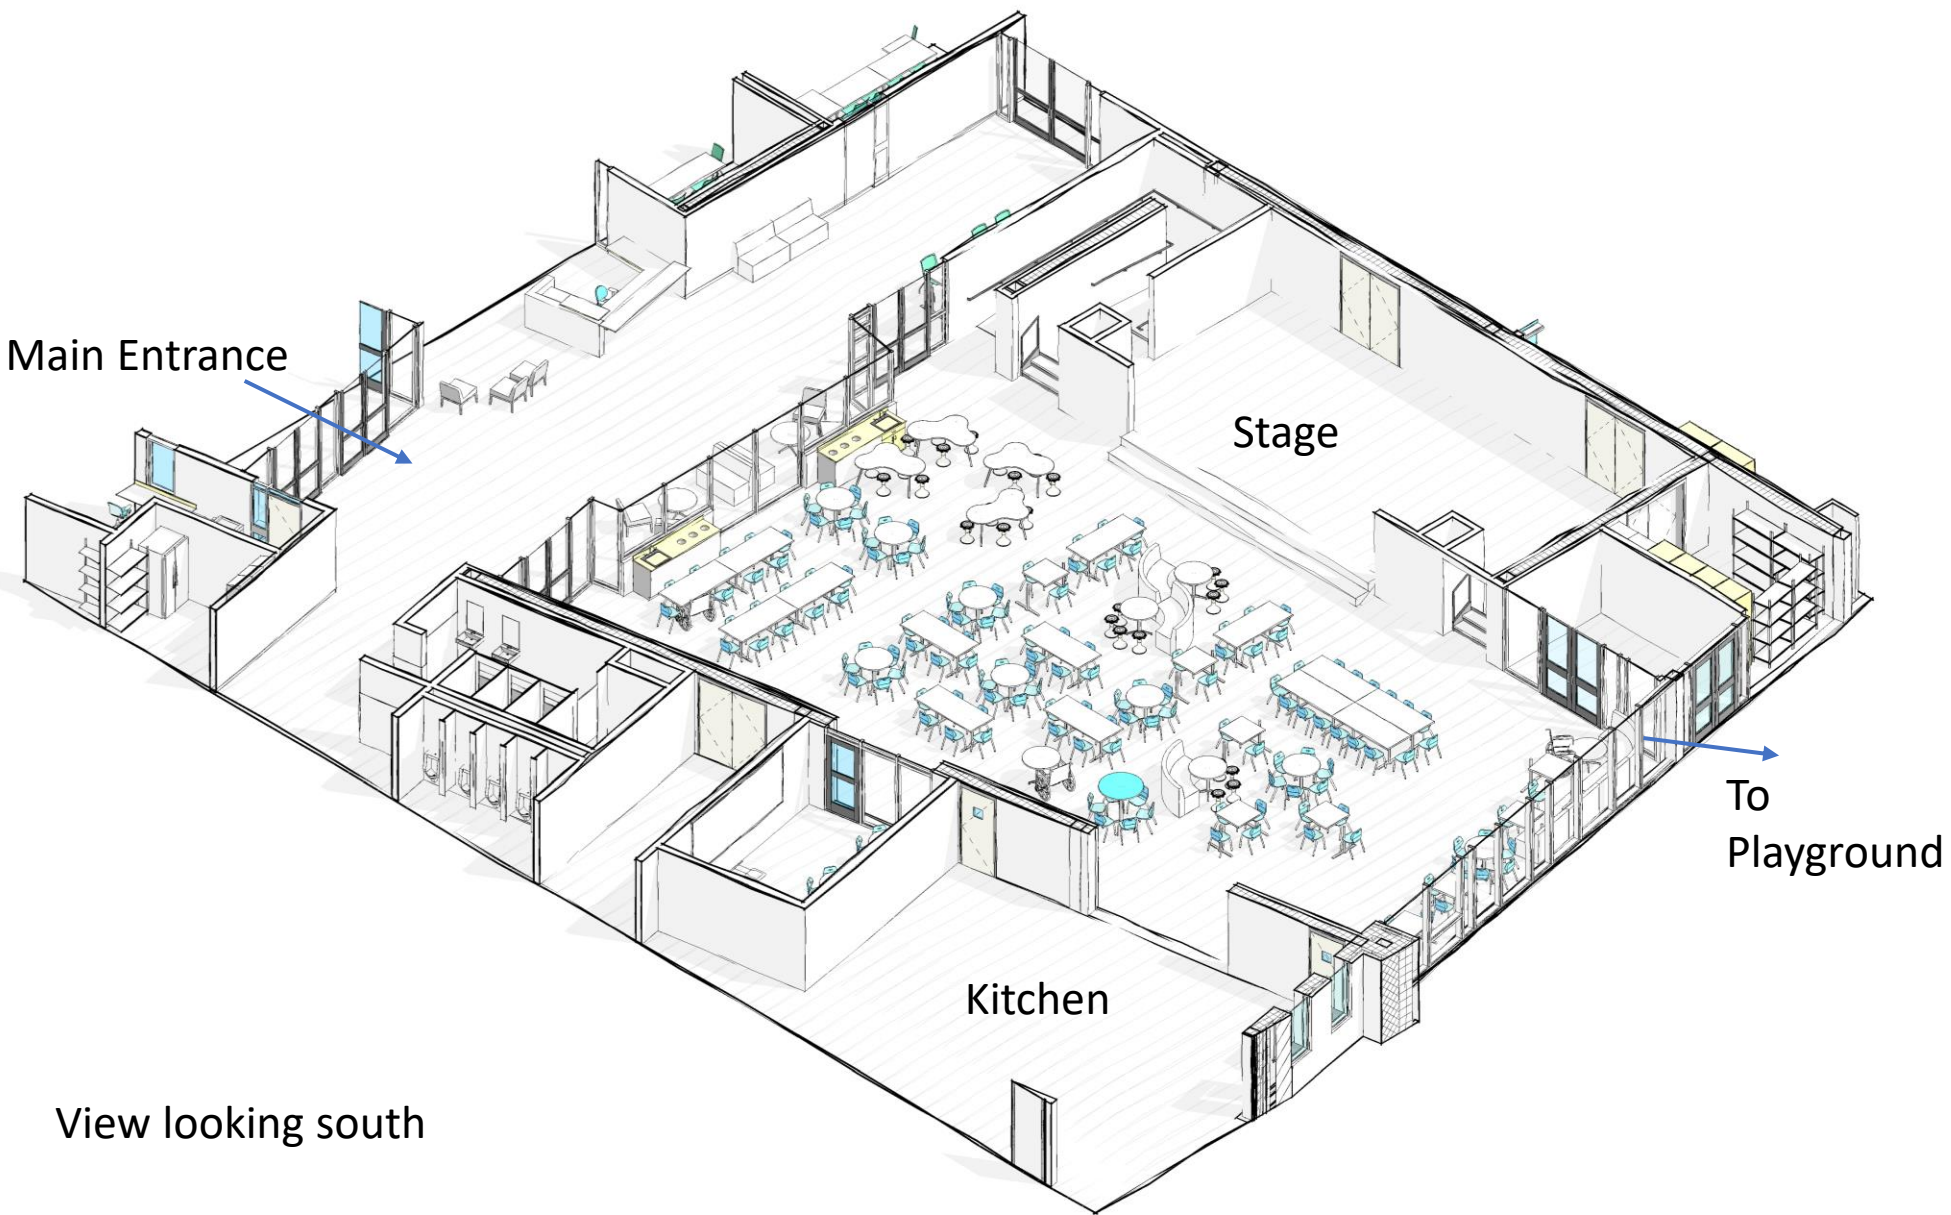 Main Entrance
Stage
To
Playground
Kitchen
View looking south